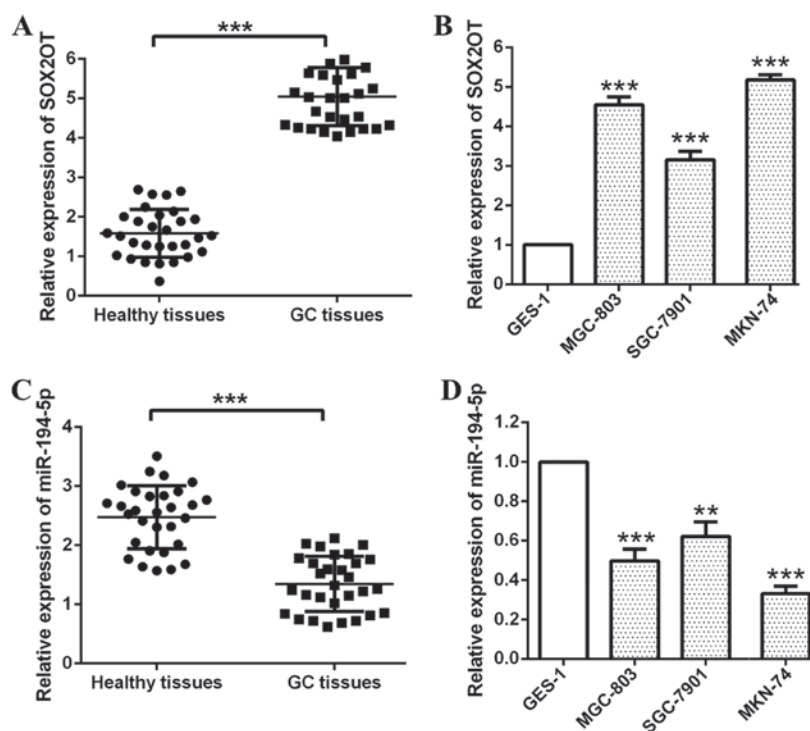 A
Relative expression of SOX2OT
***
6
5
4
3
2
1
0
Healthy tissues
GC tissues
B
Relative expression of SOX2OT
6
5
4
3
2
1
0
***
***
***
GES-1
MGC-803
SGC-7901
MKN-74
C
Relative expression of miR-194-5p
***
4
3
2
1
0
Healthy tissues
GC tissues
D
Relative expression of miR-194-5p
1.2
1.0
0.8
0.6
0.4
0.2
0.0
***
**
***
GES-1
MGC-803
SGC-7901
MKN-74